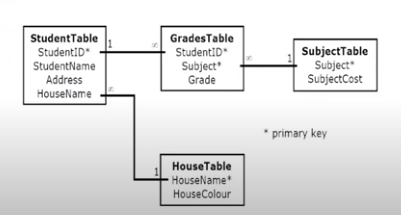 StudentTable
StudentID*
StudentName
Address
HouseName
1
∞
GradesTable
StudentID*
Subject*
Grade
∞
1
SubjectTable
Subject*
SubjectCost
∞
1
* primary key
HouseTable
HouseName*
HouseColour